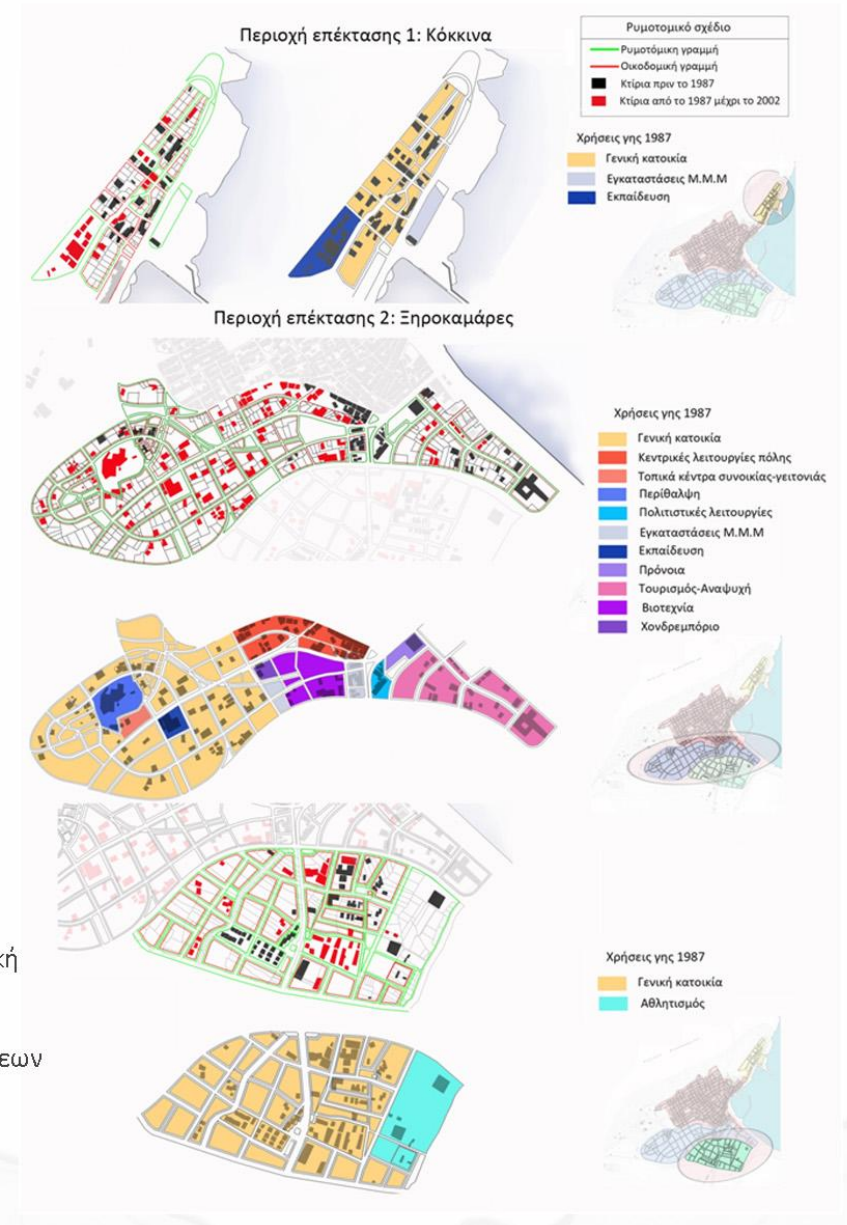 Περιοχή επέκτασης 1: Κόκκινα
Ρυμοτομικό σχέδιο
Ρυμοτόμικη γραμμή
Οικοδομική γραμμή
Κτίρια πριν το 1987
Κτίρια από το 1987 μέχρι το 2002
Χρήσεις γης 1987
Γενική κατοικία
Εγκαταστάσεις Μ.Μ.Μ
Εκπαίδευση
Περιοχή επέκτασης 2: Ξηροκαμάρες
Χρήσεις γης 1987
Γενική κατοικία
Κεντρικές λειτουργίες πόλης
Τοπικά κέντρα συνοικίας-γειτονιάς
Περίθαλψη
Πολιτιστικές λειτουργίες
Εγκαταστάσεις Μ.Μ.Μ
Εκπαίδευση
Πρόνοια
Τουρισμός-Αναψυχή
Βιοτεχνία
Χονδρεμπόριο
κή
εων
Χρήσεις γης 1987
Γενική κατοικία
Αθλητισμός